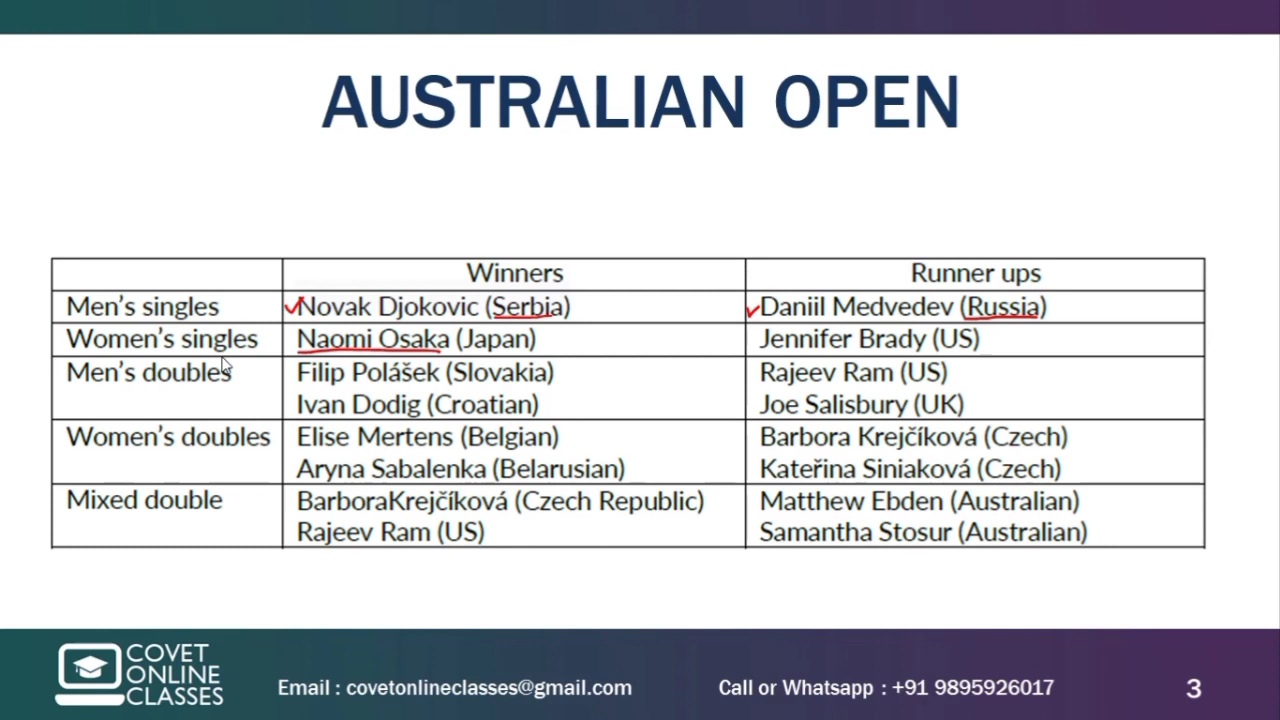 AUSTRALIAN OPEN
Winners Runner ups
Men's singles Novak Djokovic (Serbia) Daniil Medvedev (Russia)
Women's singles Naomi Osaka (Japan) Jennifer Brady (US)
Men's doubles Filip Polášek (Slovakia) Rajeev Ram (US)
Ivan Dodig (Croatian) Joe Salisbury (UK)
Women's doubles Elise Mertens (Belgian) Barbora Krejčíková (Czech)
Aryna Sabalenka (Belarusian) Kateřina Siniaková (Czech)
Mixed double BarboraKrejčíková (Czech Republic) Matthew Ebden (Australian)
Rajeev Ram (US) Samantha Stosur (Australian)
COVET
ONLINE
CLASSES
Email : covetonlineclasses@gmail.com Call or Whatsapp : +91 9895926017 3